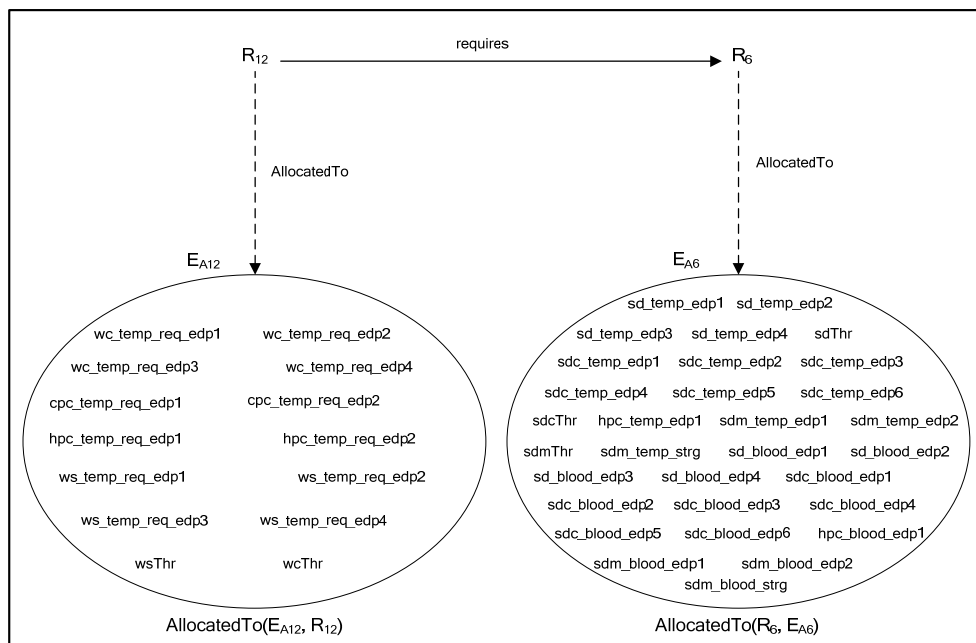 requires
R12 R6
AllocatedTo AllocatedTo
EA12 EA6
wc_temp_req_edp1 wc_temp_req_edp2
wc_temp_req_edp3 wc_temp_req_edp4
cpc_temp_req_edp1 cpc_temp_req_edp2
hpc_temp_req_edp1 hpc_temp_req_edp2
ws_temp_req_edp1 ws_temp_req_edp2
ws_temp_req_edp3 ws_temp_req_edp4
wsThr wcThr
sd_temp_edp1 sd_temp_edp2
sd_temp_edp3 sd_temp_edp4 sdThr
sdc_temp_edp1 sdc_temp_edp2 sdc_temp_edp3
sdc_temp_edp4 sdc_temp_edp5 sdc_temp_edp6
sdcThr hpc_temp_edp1 sdm_temp_edp1 sdm_temp_edp2
sdmThr sdm_temp_strg sd_blood_edp1 sd_blood_edp2
sd_blood_edp3 sd_blood_edp4 sdc_blood_edp1
sdc_blood_edp2 sdc_blood_edp3 sdc_blood_edp4
sdc_blood_edp5 sdc_blood_edp6 hpc_blood_edp1
sdm_blood_edp1 sdm_blood_edp2
sdm_blood_strg
AllocatedTo(EA12, R12) AllocatedTo(R6, EA6)